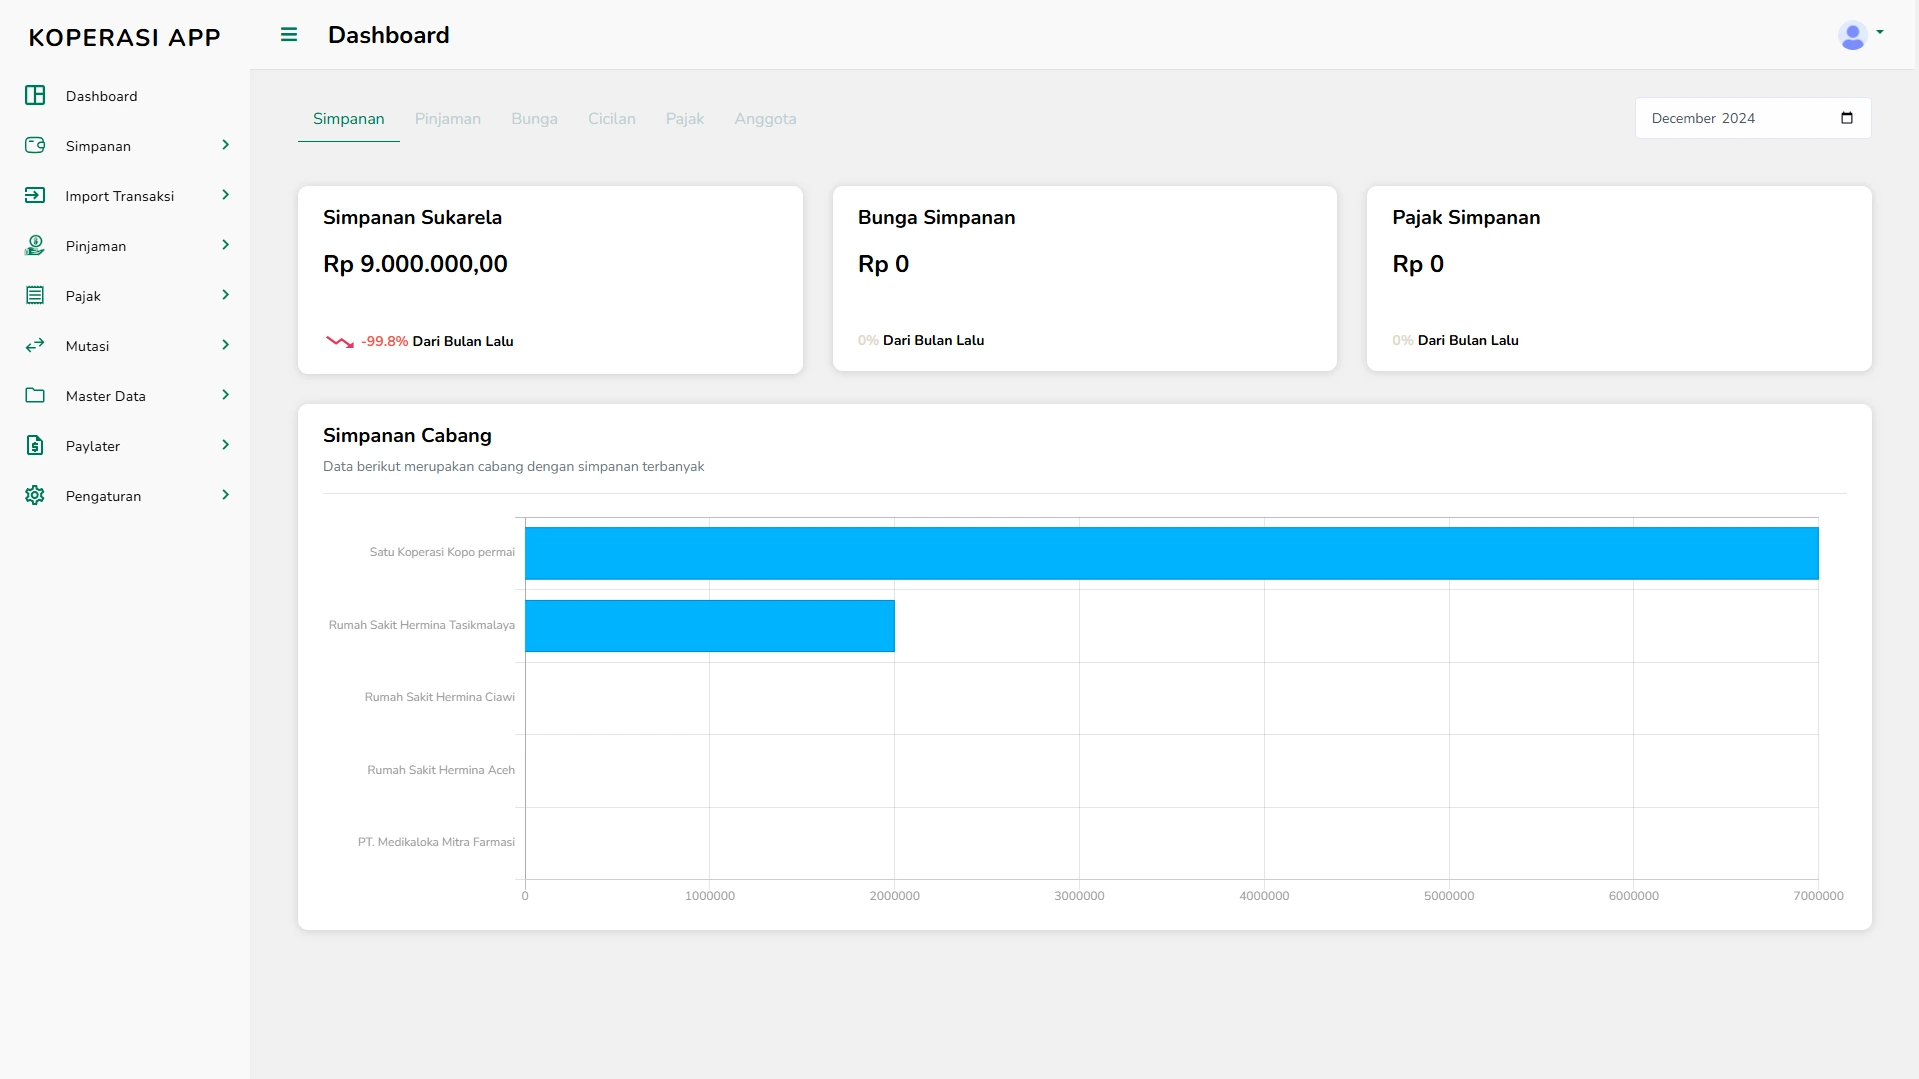 KOPERASI APP
Dashboard
Dashboard
Simpanan
Import Transaksi
Pinjaman
Pajak
Mutasi
Master Data
Paylater
Pengaturan
Simpanan Pinjaman Bunga Cicilan Pajak Anggota
December 2024
Simpanan Sukarela
Rp 9.000.000,00
-99.8% Dari Bulan Lalu
Bunga Simpanan
Rp 0
0% Dari Bulan Lalu
Pajak Simpanan
Rp 0
0% Dari Bulan Lalu
Simpanan Cabang
Data berikut merupakan cabang dengan simpanan terbanyak
Satu Koperasi Kopo permai
Rumah Sakit Hermina Tasikmalaya
Rumah Sakit Hermina Ciawi
Rumah Sakit Hermina Aceh
PT. Medikaloka Mitra Farmasi
0 1000000 2000000 3000000 4000000 5000000 6000000 7000000